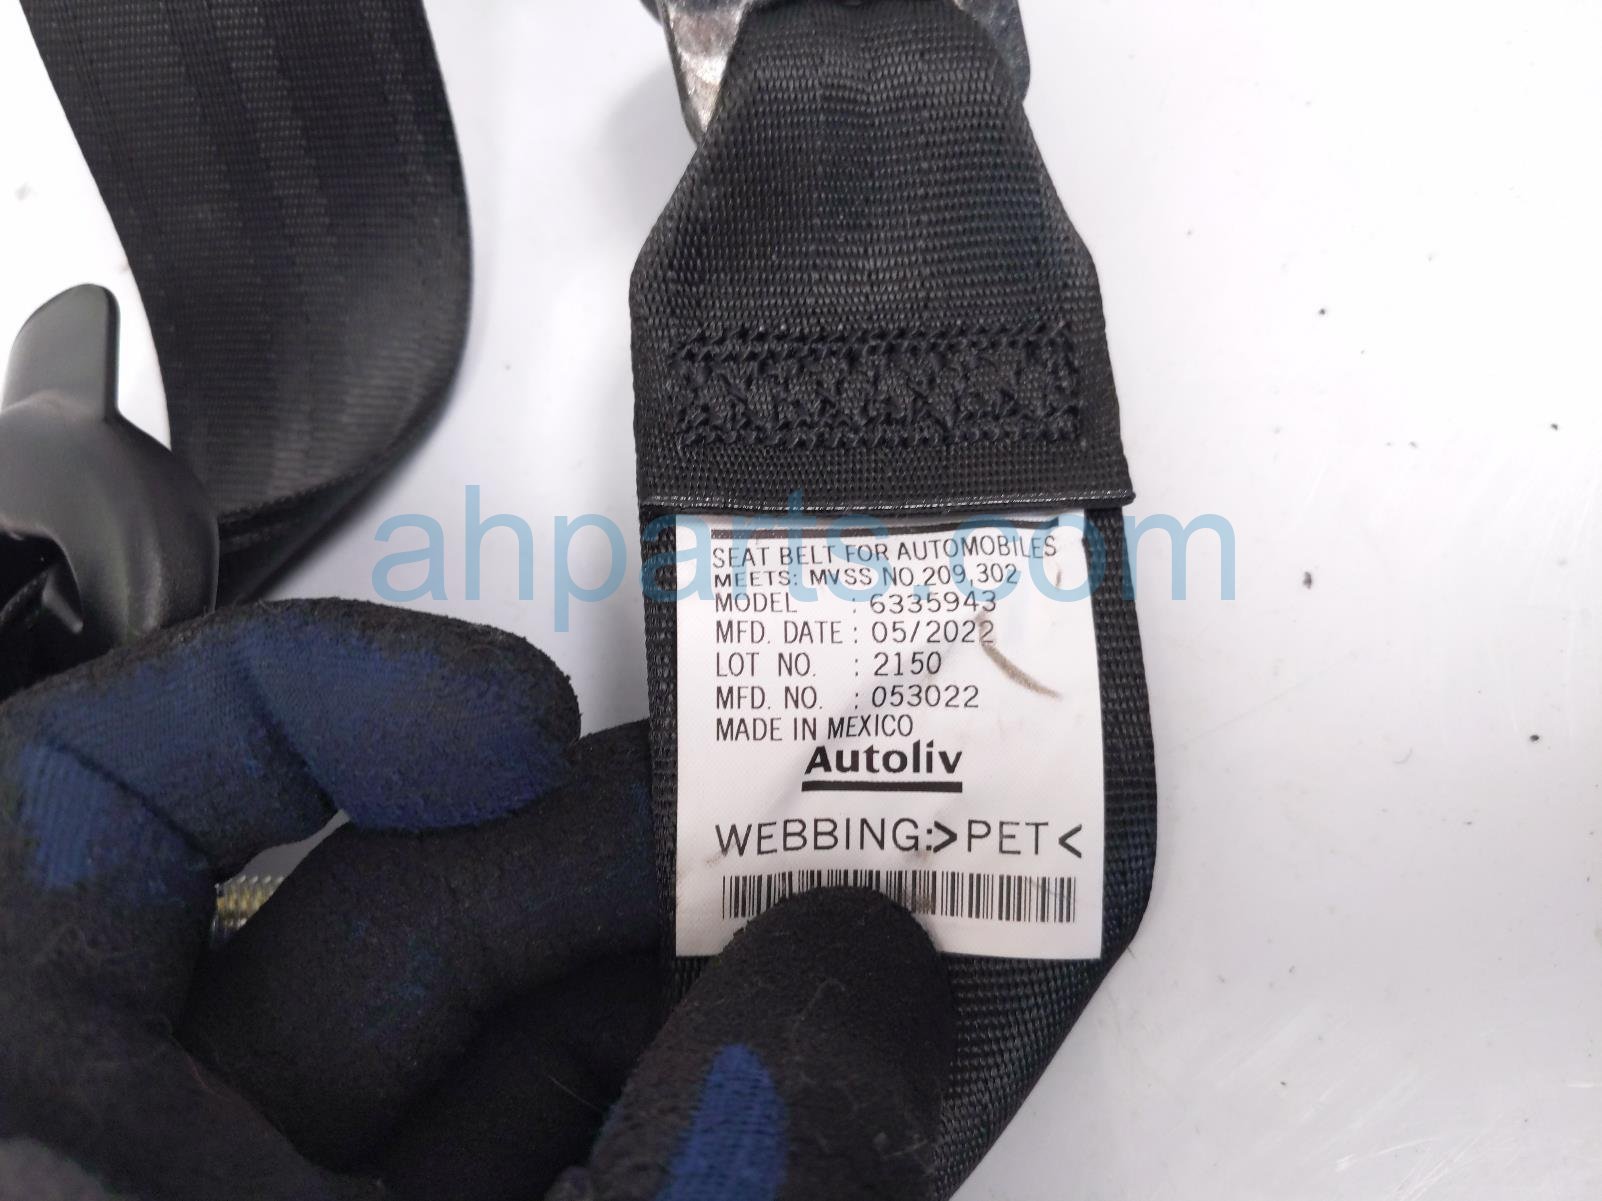 SEAT BELT FOR AUTOMOBILES
MEETS: MVSS NO.209,302
MODEL : 6335943
MFD. DATE : 05/2022
LOT NO. : 2150
MFD. NO. : 053022
MADE IN MEXICO
Autoliv
WEBBING:>PET<
ahparts.com